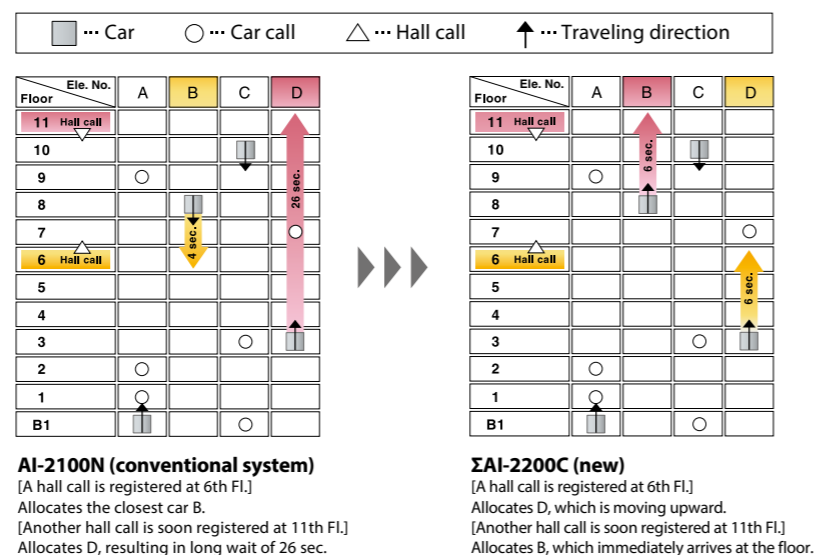 ··· Car ··· Car call ··· Hall call ··· Traveling direction
Ele. No.
Floor
A B C D
11 Hall call
10
9
8
7
6 Hall call
5
4
3
2
1
B1
4 sec.
26 sec.
AI-2100N (conventional system)
[A hall call is registered at 6th Fl.]
Allocates the closest car B.
[Another hall call is soon registered at 11th Fl.]
Allocates D, resulting in long wait of 26 sec.
Ele. No.
Floor
A B C D
11 Hall call
10
9
8
7
6 Hall call
5
4
3
2
1
B1
6 sec.
6 sec.
ΣAI-2200C (new)
[A hall call is registered at 6th Fl.]
Allocates D, which is moving upward.
[Another hall call is soon registered at 11th Fl.]
Allocates B, which immediately arrives at the floor.